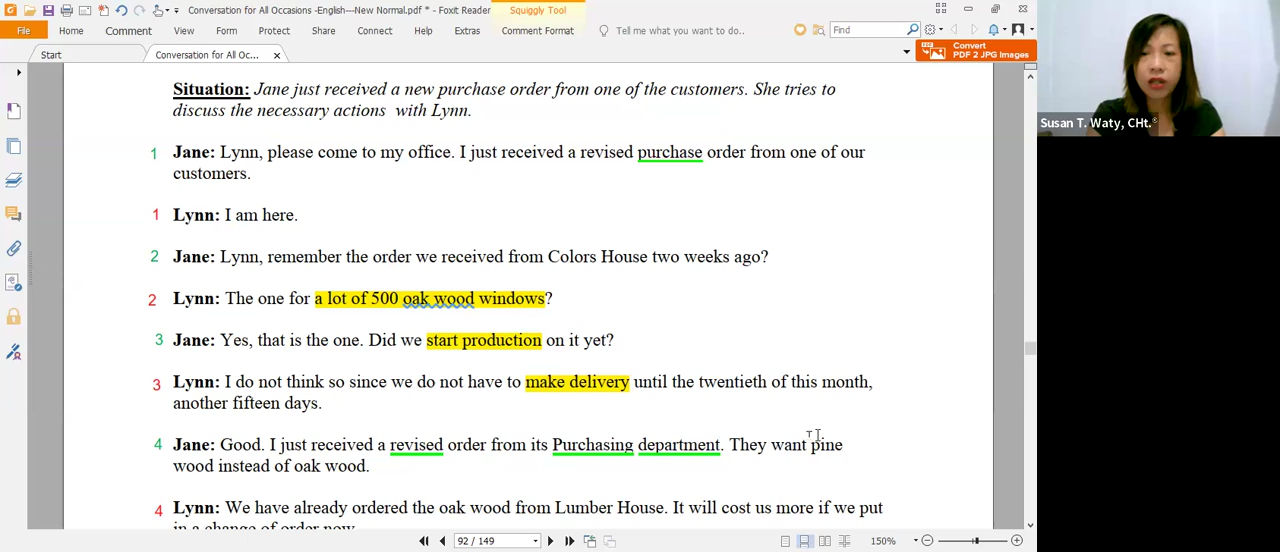 Conversation for All Occasions -English---New Normal.pdf * - Foxit Reader
Squiggly Tool
File Home Comment View Form Protect Share Connect Help Extras Comment Format Tell me what you want to do.. Find
Start Conversation for All Oc... Convert
PDF 2 JPG Images
Situation: Jane just received a new purchase order from one of the customers. She tries to
discuss the necessary actions with Lynn.
1 Jane: Lynn, please come to my office. I just received a revised purchase order from one of our
customers.
1 Lynn: I am here.
2 Jane: Lynn, remember the order we received from Colors House two weeks ago?
2 Lynn: The one for a lot of 500 oak wood windows?
3 Jane: Yes, that is the one. Did we start production on it yet?
3 Lynn: I do not think so since we do not have to make delivery until the twentieth of this month,
another fifteen days.
4 Jane: Good. I just received a revised order from its Purchasing department. They want pine
wood instead of oak wood.
4 Lynn: We have already ordered the oak wood from Lumber House. It will cost us more if we put
in a change of order now.
92 / 149
150%
Susan T. Waty, CHt.®